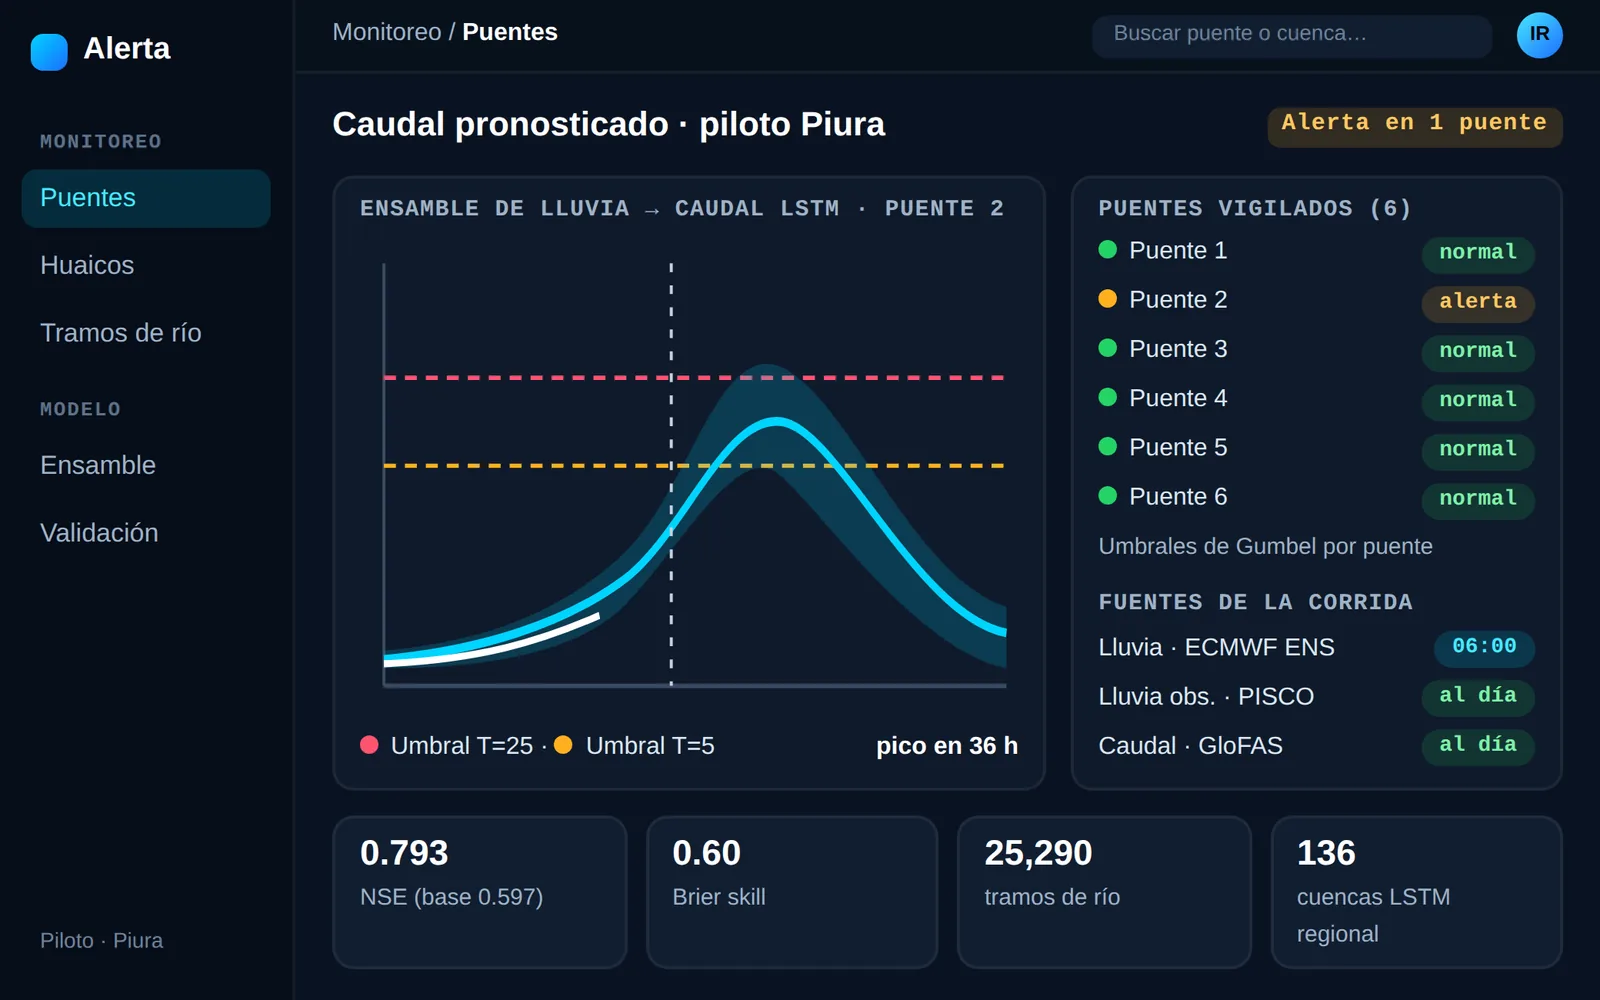 Alerta
MONITOREO
Puentes
Huaicos
Tramos de río
MODELO
Ensamble
Validación
Piloto · Piura
Monitoreo / Puentes
Buscar puente o cuenca…
IR
Caudal pronosticado · piloto Piura
Alerta en 1 puente
ENSAMBLE DE LLUVIA → CAUDAL LSTM · PUENTE 2
Umbral T=25 · Umbral T=5
pico en 36 h
PUENTES VIGILADOS (6)
Puente 1 normal
Puente 2 alerta
Puente 3 normal
Puente 4 normal
Puente 5 normal
Puente 6 normal
Umbrales de Gumbel por puente
FUENTES DE LA CORRIDA
Lluvia · ECMWF ENS 06:00
Lluvia obs. · PISCO al día
Caudal · GloFAS al día
0.793
NSE (base 0.597)
0.60
Brier skill
25,290
tramos de río
136
cuencas LSTM
regional